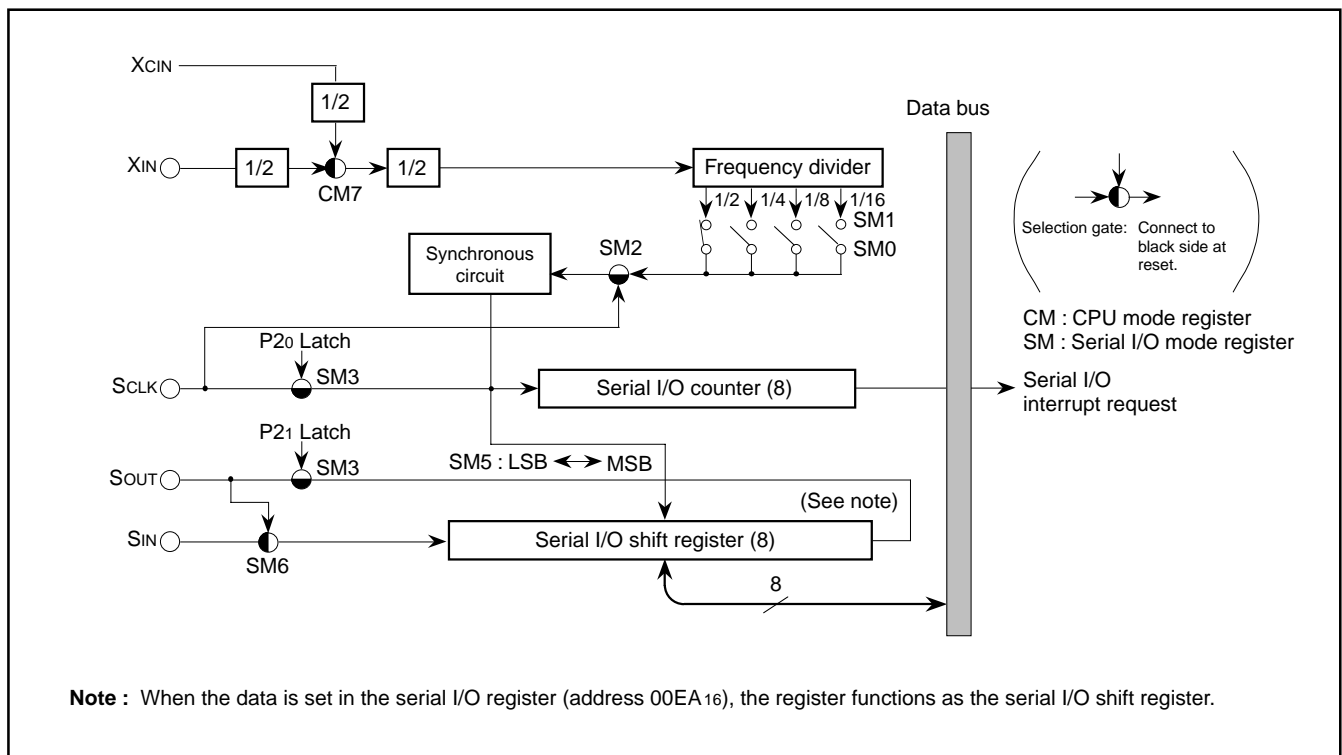 XCIN
1/2
Data bus
XIN
1/2
1/2
Frequency divider
CM7
1/2
1/4
1/8
1/16
SM1
SM0
Selection gate: Connect to
black side at
reset.
SM2
Synchronous
circuit
CM : CPU mode register
SM : Serial I/O mode register
P20 Latch
SCLK
SM3
Serial I/O counter (8)
Serial I/O
interrupt request
P21 Latch
SM5 : LSB
MSB
SOUT
SM3
(See note)
SIN
Serial I/O shift register (8)
SM6
8
Note : When the data is set in the serial I/O register (address 00EA16), the register functions as the serial I/O shift register.